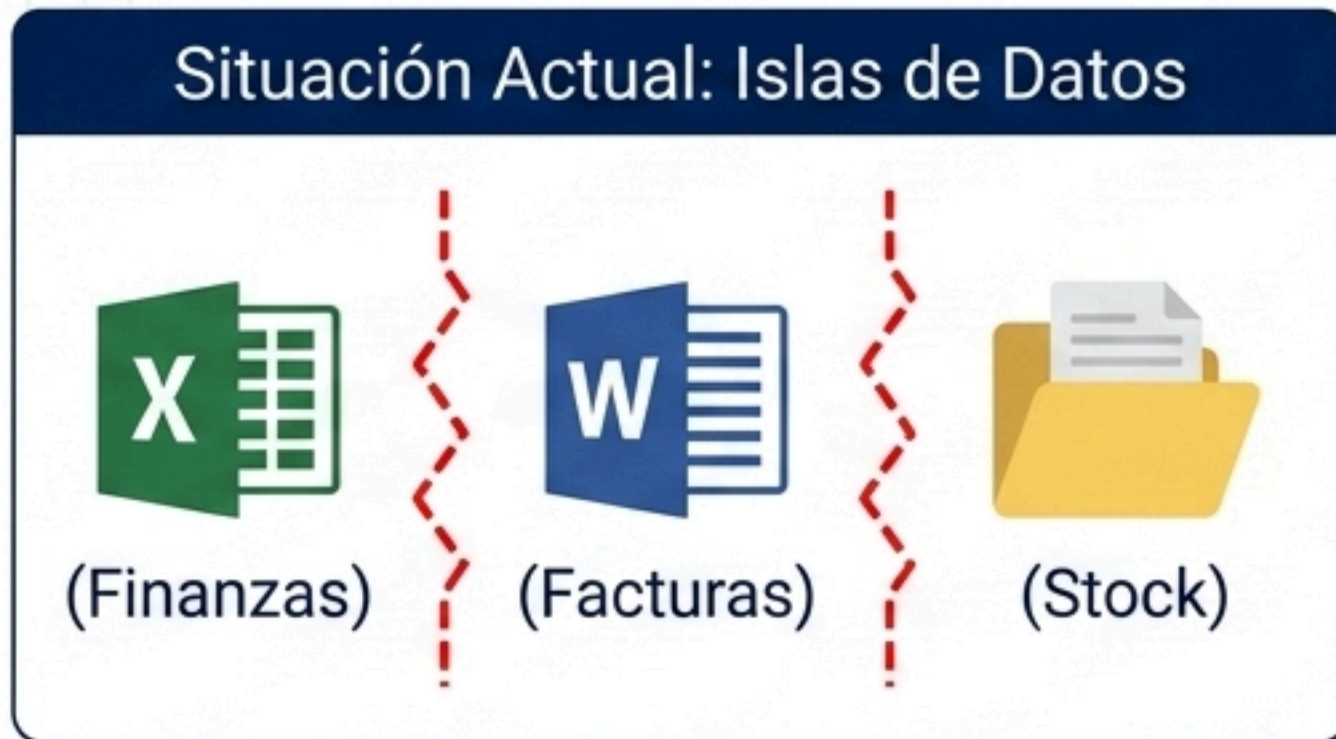 Situación Actual: Islas de Datos
X
W
(Finanzas)
(Facturas)
(Stock)